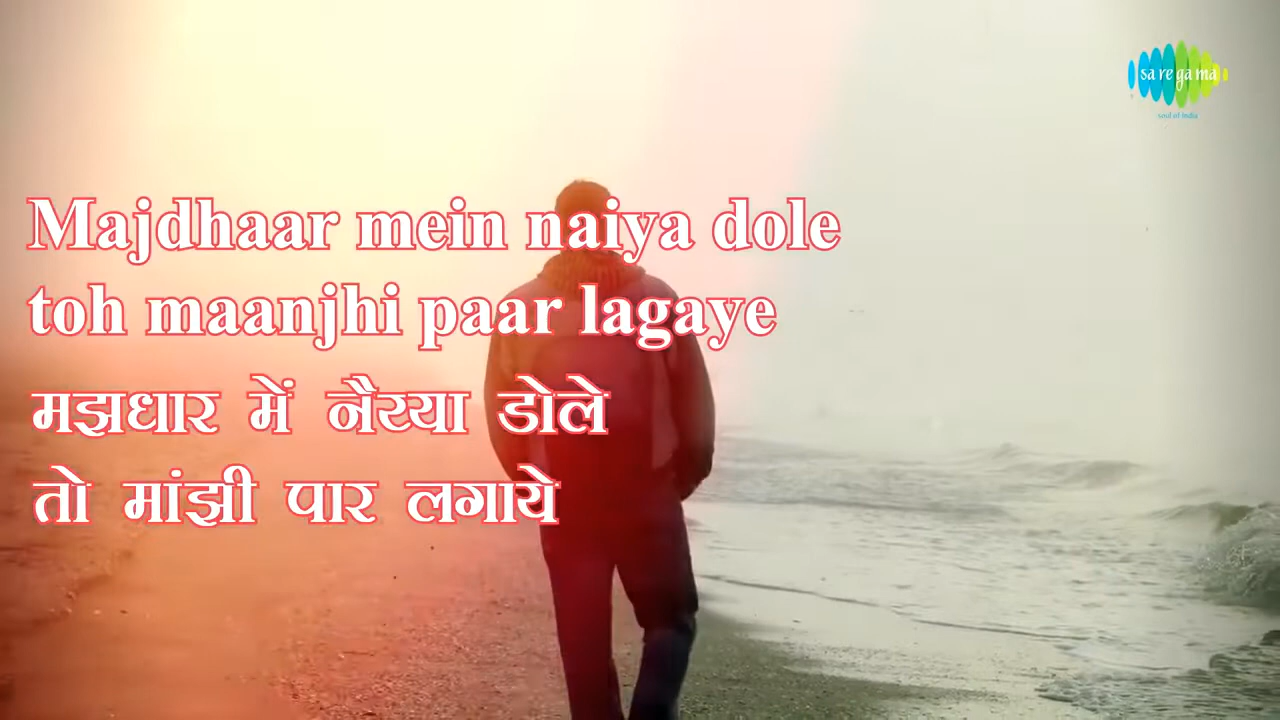 sa re ga ma
soul of india
Majdhaar mein naiya dole
toh maanjhi paar lagaye
मझधार में नैय्या डोले
तो मांझी पार लगाये